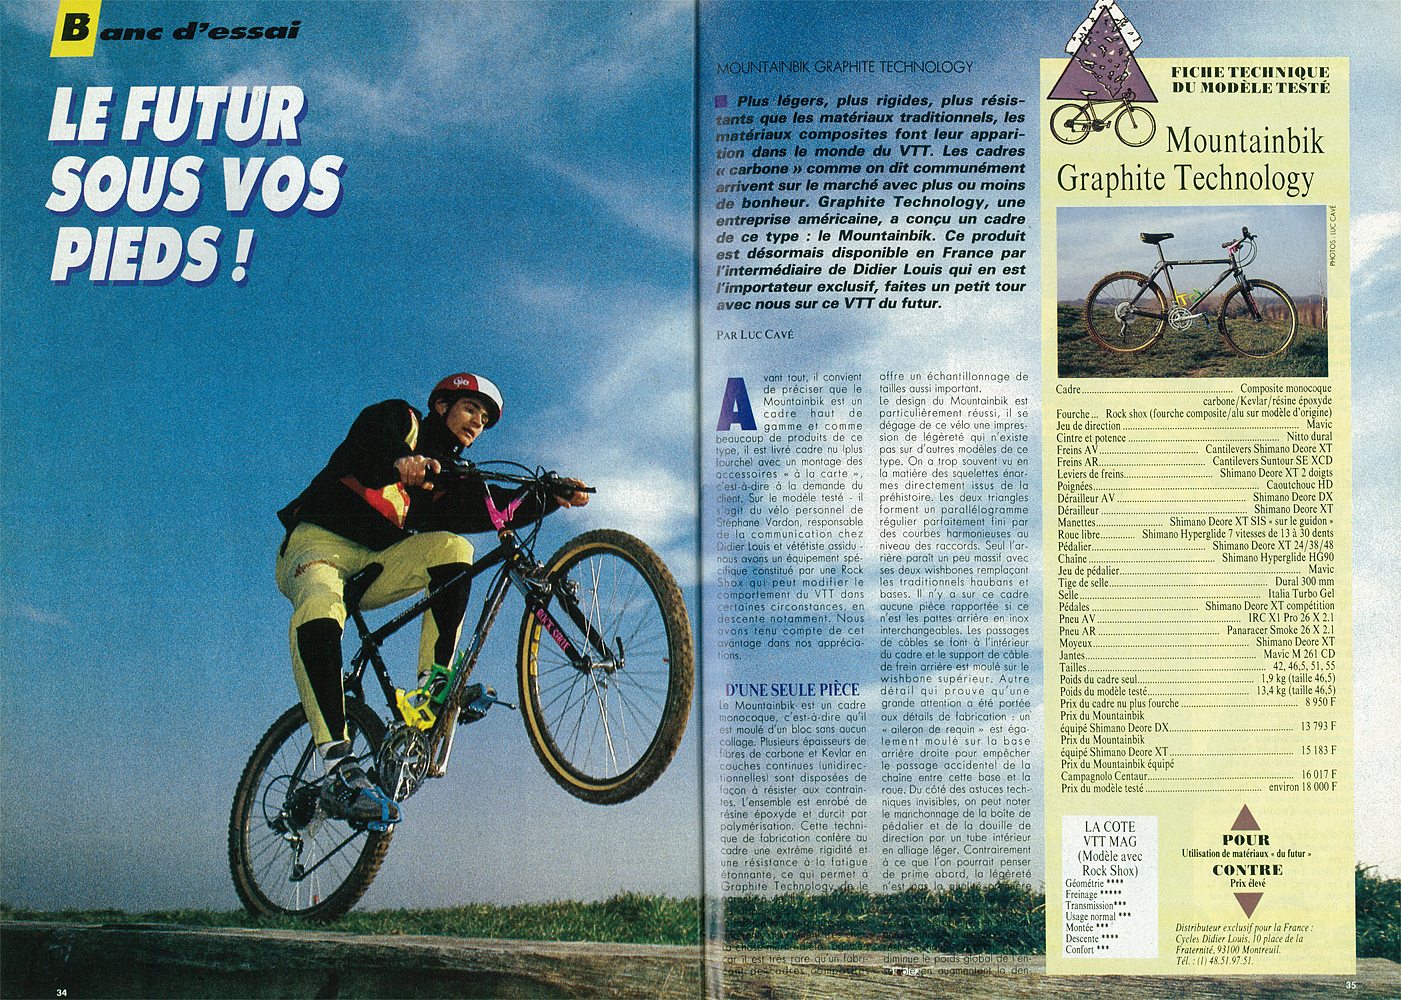 Banc d'essai
LE FUTUR
SOUS VOS
PIEDS !
34
MOUNTAINBIK GRAPHITE TECHNOLOGY
Plus légers, plus rigides, plus résis-
tants que les matériaux traditionnels, les
matériaux composites font leur appari-
tion dans le monde du VTT. Les cadres
« carbone » comme on dit communément
arrivent sur le marché avec plus ou moins
de bonheur. Graphite Technology, une
entreprise américaine, a conçu un cadre
de ce type : le Mountainbik. Ce produit
est désormais disponible en France par
l'intermédiaire de Didier Louis qui en est
l'importateur exclusif, faites un petit tour
avec nous sur ce VTT du futur.
PAR LUC CAVÉ
Avant tout, il convient
de préciser que le
Mountainbik est un
cadre haut de
gamme et comme
beaucoup de produits de ce
type, il est livré cadre nu (plus
fourche) avec un montage des
accessoires « à la carte »,
c'est-à-dire à la demande du
client. Sur le modèle testé - il
s'agit du vélo personnel de
Stéphane Vardon, responsable
de la communication chez
Didier Louis et vététiste assidu -
nous avons un équipement spé-
cifique constitué par une Rock
Shox qui peut modifier le
comportement du VTT dans
certaines circonstances, en
descente notamment. Nous
avons tenu compte de cet
avantage dans nos apprécia-
tions.
D'UNE SEULE PIÈCE
Le Mountainbik est un cadre
monocoque, c'est-à-dire qu'il
est moulé d'un bloc sans aucun
collage. Plusieurs épaisseurs de
fibres de carbone et Kevlar en
couches continues (unidirec-
tionnelles) sont disposées de
façon à résister aux contrain-
tes. L'ensemble est enrobé de
résine époxyde et durcit par
polymérisation. Cette techni-
que de fabrication confère au
cadre une extrême rigidité et
une résistance à la fatigue
étonnante, ce qui permet à
Graphite Technology de le
car il est très rare qu'un fabri-
cant de cadres composites
offre un échantillonnage de
tailles aussi important.
Le design du Mountainbik est
particulièrement réussi, il se
dégage de ce vélo une impres-
sion de légèreté qui n'existe
pas sur d'autres modèles de ce
type. On a trop souvent vu en
la matière des squelettes énor-
mes directement issus de la
préhistoire. Les deux triangles
forment un parallélogramme
régulier parfaitement fini par
des courbes harmonieuses au
niveau des raccords. Seul l'ar-
rière paraît un peu massif avec
ses deux wishbones remplaçant
les traditionnels haubans et
bases. Il n'y a sur ce cadre
aucune pièce rapportée si ce
n'est les pattes arrière en inox
interchangeables. Les passages
de câbles se font à l'intérieur
du cadre et le support de câble
de frein arrière est moulé sur le
wishbone supérieur. Autre
détail qui prouve qu'une
grande attention a été portée
aux détails de fabrication : un
« aileron de requin » est éga-
lement moulé sur la base
arrière droite pour empêcher
le passage accidentel de la
chaîne entre cette base et la
roue. Du côté des astuces tech-
niques invisibles, on peut noter
le manchonnage de la boîte de
pédalier et de la douille de
direction par un tube intérieur
en alliage léger. Contrairement
à ce que l'on pourrait penser
de prime abord, la légèreté
n'est pas la qualité première
diminue le poids global de l'en-
semble en augmentant la den-
FICHE TECHNIQUE
DU MODÈLE TESTÉ
Mountainbik
Graphite Technology
PHOTOS : LUC CAVÉ
Cadre Composite monocoque
carbone/Kevlar/résine époxyde
Fourche Rock shox (fourche composite/alu sur modèle d'origine)
Jeu de direction Mavic
Cintre et potence Nitto dural
Freins AV Cantilevers Shimano Deore XT
Freins AR Cantilevers Suntour SE XCD
Leviers de freins Shimano Deore XT 2 doigts
Poignées Caoutchouc HD
Dérailleur AV Shimano Deore DX
Dérailleur Shimano Deore XT
Manettes Shimano Deore XT SIS « sur le guidon »
Roue libre Shimano Hyperglide 7 vitesses de 13 à 30 dents
Pédalier Shimano Deore XT 24/38/48
Chaîne Shimano Hyperglide HG90
Jeu de pédalier Mavic
Tige de selle Dural 300 mm
Selle Italia Turbo Gel
Pédales Shimano Deore XT compétition
Pneu AV IRC X1 Pro 26 X 2.1
Pneu AR Panaracer Smoke 26 X 2.1
Moyeux Shimano Deore XT
Jantes Mavic M 261 CD
Tailles 42, 46,5, 51, 55
Poids du cadre seul 1,9 kg (taille 46,5)
Poids du modèle testé 13,4 kg (taille 46,5)
Prix du cadre nu plus fourche 8 950 F
Prix du Mountainbik
équipé Shimano Deore DX 13 793 F
Prix du Mountainbik
équipé Shimano Deore XT 15 183 F
Prix du Mountainbik équipé
Campagnolo Centaur 16 017 F
Prix du modèle testé environ 18 000 F
LA COTE
VTT MAG
(Modèle avec
Rock Shox)
Géométrie ****
Freinage *****
Transmission***
Usage normal ***
Montée ***
Descente ****
Confort ***
POUR
Utilisation de matériaux « du futur »
CONTRE
Prix élevé
Distributeur exclusif pour la France :
Cycles Didier Louis, 10 place de la
Fraternité, 93100 Montreuil.
Tél. : (1) 48.51.97.51.
35